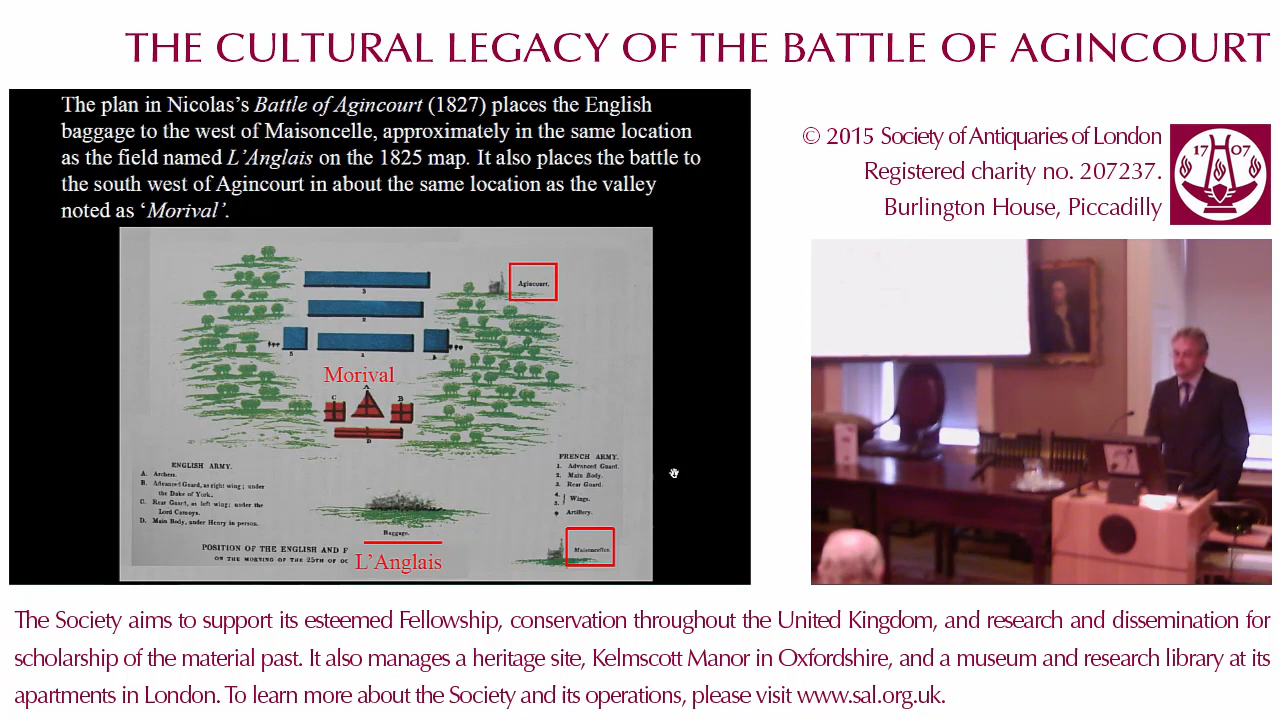 THE CULTURAL LEGACY OF THE BATTLE OF AGINCOURT
The plan in Nicolas's Battle of Agincourt (1827) places the English
baggage to the west of Maisoncelle, approximately in the same location
as the field named L'Anglais on the 1825 map. It also places the battle to
the south west of Agincourt in about the same location as the valley
noted as 'Morival'.
© 2015 Society of Antiquaries of London
Registered charity no. 207237.
Burlington House, Piccadilly
17 07
Agincourt.
3
2
5
1
Morival
A
C
B
D
ENGLISH ARMY.
A. Archers.
B. Advanced Guard, as right wing; under
the Duke of York.
C. Rear Guard, as left wing; under the
Lord Camoys.
D. Main Body, under Henry in person.
FRENCH ARMY.
1. Advanced Guard.
2. Main Body.
3. Rear Guard.
4.
5.
Wings.
Artillery.
Baggage.
Maisoncelles.
POSITION OF THE ENGLISH AND F
ON THE MORNING OF THE 25TH OF OC
L'Anglais
The Society aims to support its esteemed Fellowship, conservation throughout the United Kingdom, and research and dissemination for
scholarship of the material past. It also manages a heritage site, Kelmscott Manor in Oxfordshire, and a museum and research library at its
apartments in London. To learn more about the Society and its operations, please visit www.sal.org.uk.